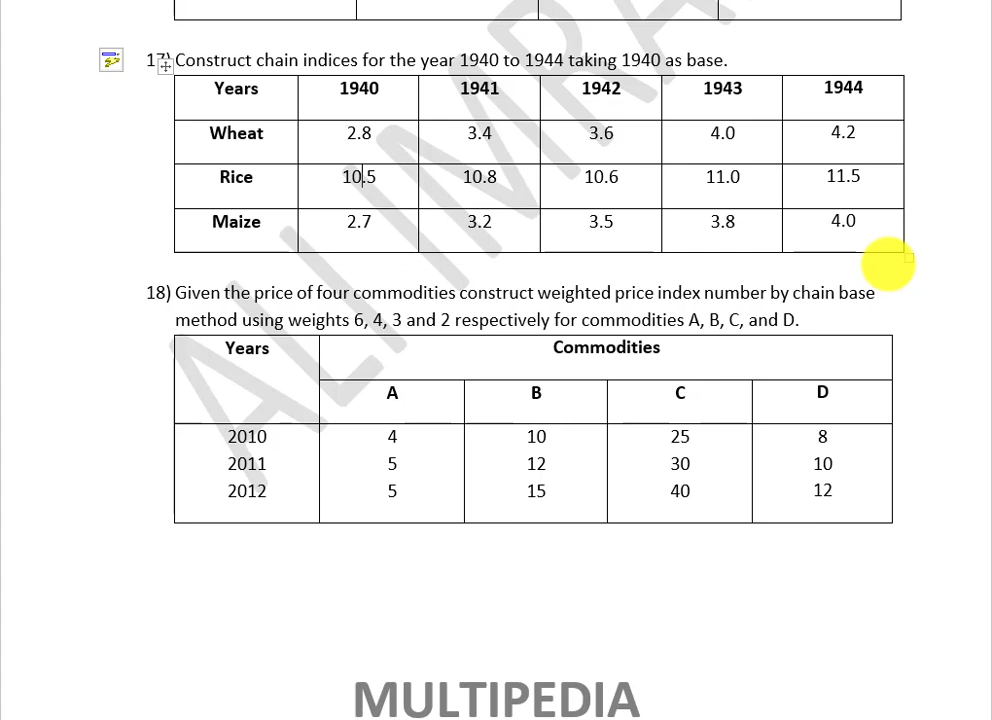 17) Construct chain indices for the year 1940 to 1944 taking 1940 as base.
Years 1940 1941 1942 1943 1944
Wheat 2.8 3.4 3.6 4.0 4.2
Rice 10.5 10.8 10.6 11.0 11.5
Maize 2.7 3.2 3.5 3.8 4.0
18) Given the price of four commodities construct weighted price index number by chain base
method using weights 6, 4, 3 and 2 respectively for commodities A, B, C, and D.
Years Commodities
A B C D
2010 4 10 25 8
2011 5 12 30 10
2012 5 15 40 12
ALI IMRA
MULTIPEDIA